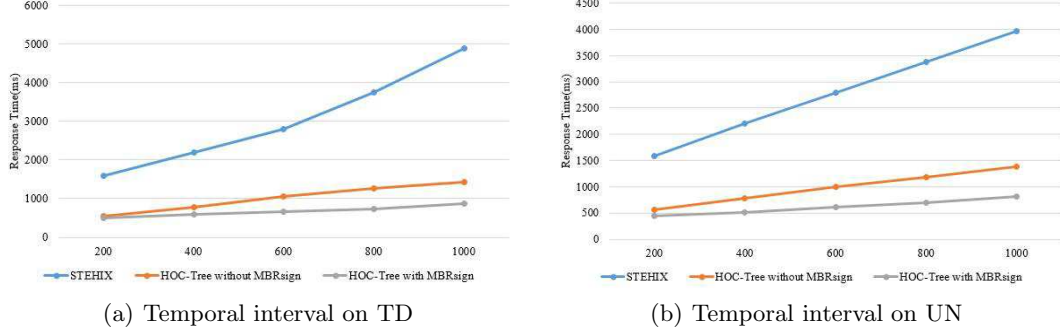 6000
5000
4000
3000
2000
1000
0
Response Time(ms)
200 400 600 800 1000
STEHIX HOC-Tree without MBRsign HOC-Tree with MBRsign
(a) Temporal interval on TD
4500
4000
3500
3000
2500
2000
1500
1000
500
0
Response Time(ms)
200 400 600 800 1000
STEHIX HOC-Tree without MBRsign HOC-Tree with MBRsign
(b) Temporal interval on UN